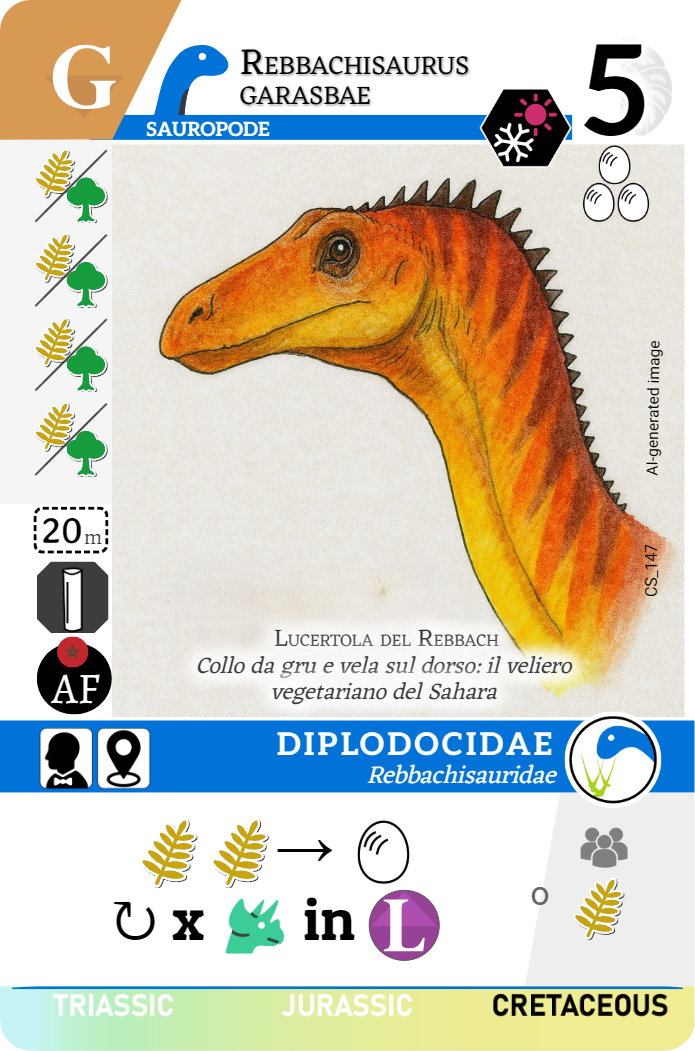 G
REBBACHISAURUS
GARASBAE
5
SAUROPODE
20m
AF
AI-generated image
CS_147
LUCERTOLA DEL REBBACH
Collo da gru e vela sul dorso: il veliero
vegetariano del Sahara
DIPLODOCIDAE
Rebbachisauridae
→
↻ x in L
o
TRIASSIC JURASSIC CRETACEOUS